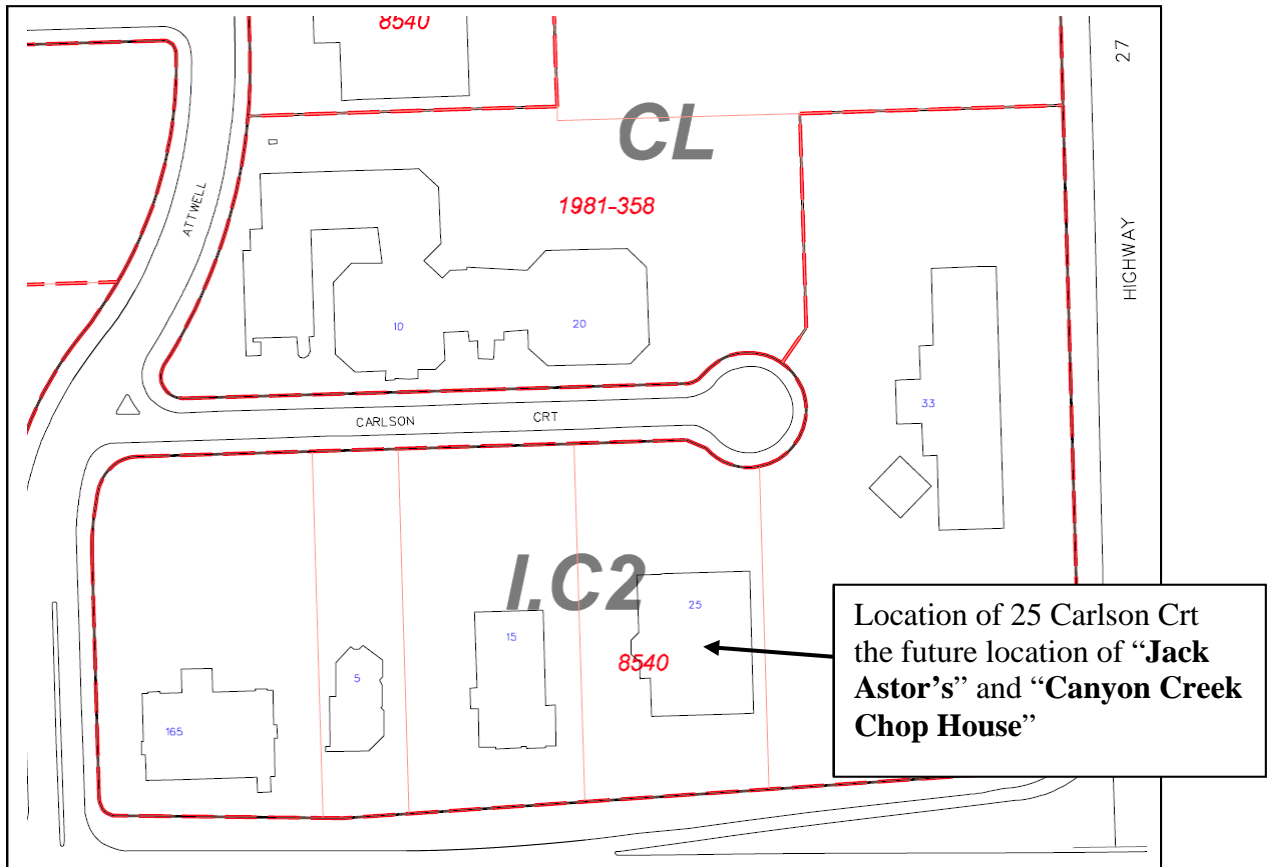 8540
27
CL
1981-358
ATTWELL
HIGHWAY
10
20
33
CARLSON CRT
I.C2
25
15
8540
5
165
Location of 25 Carlson Crt
the future location of “Jack
Astor’s” and “Canyon Creek
Chop House”